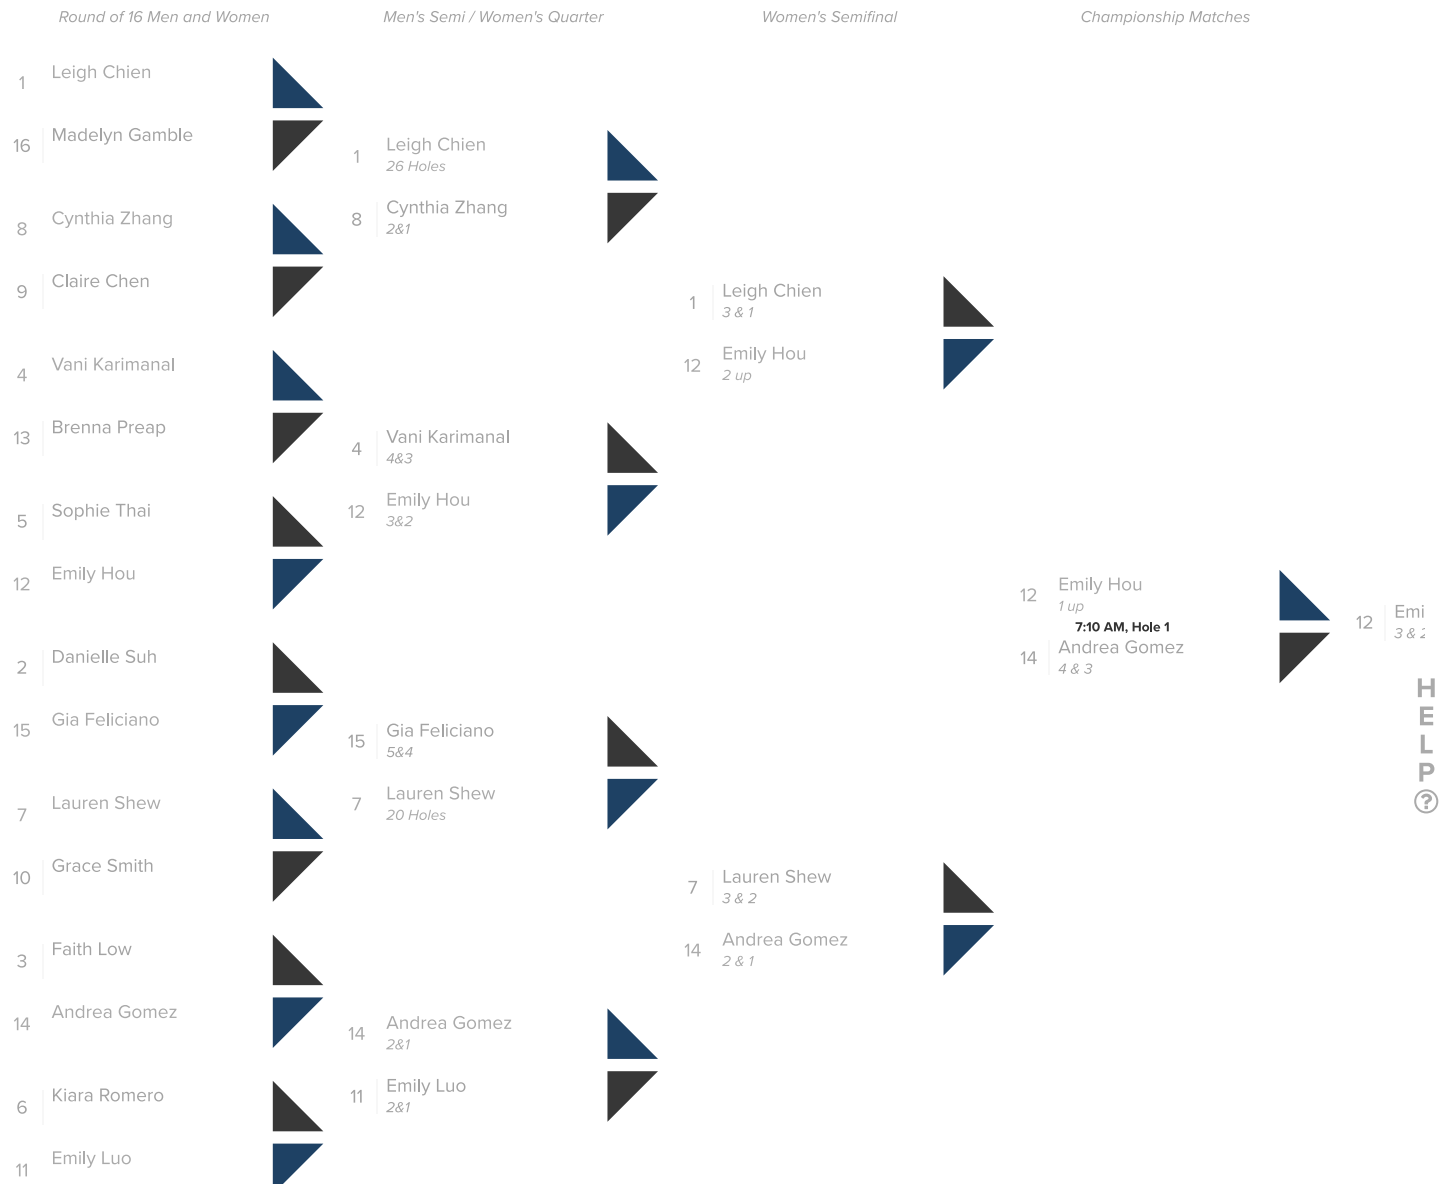 Round of 16 Men and Women
Men's Semi / Women's Quarter
Women's Semifinal
Championship Matches
1 Leigh Chien
16 Madelyn Gamble
8 Cynthia Zhang
9 Claire Chen
4 Vani Karimanal
13 Brenna Preap
5 Sophie Thai
12 Emily Hou
2 Danielle Suh
15 Gia Feliciano
7 Lauren Shew
10 Grace Smith
3 Faith Low
14 Andrea Gomez
6 Kiara Romero
11 Emily Luo
1 Leigh Chien
26 Holes
8 Cynthia Zhang
2&1
4 Vani Karimanal
4&3
12 Emily Hou
3&2
15 Gia Feliciano
5&4
7 Lauren Shew
20 Holes
14 Andrea Gomez
2&1
11 Emily Luo
2&1
1 Leigh Chien
3 & 1
12 Emily Hou
2 up
7 Lauren Shew
3 & 2
14 Andrea Gomez
2 & 1
12 Emily Hou
1 up
7:10 AM, Hole 1
14 Andrea Gomez
4 & 3
12 Emi
3 & 2
HELP?